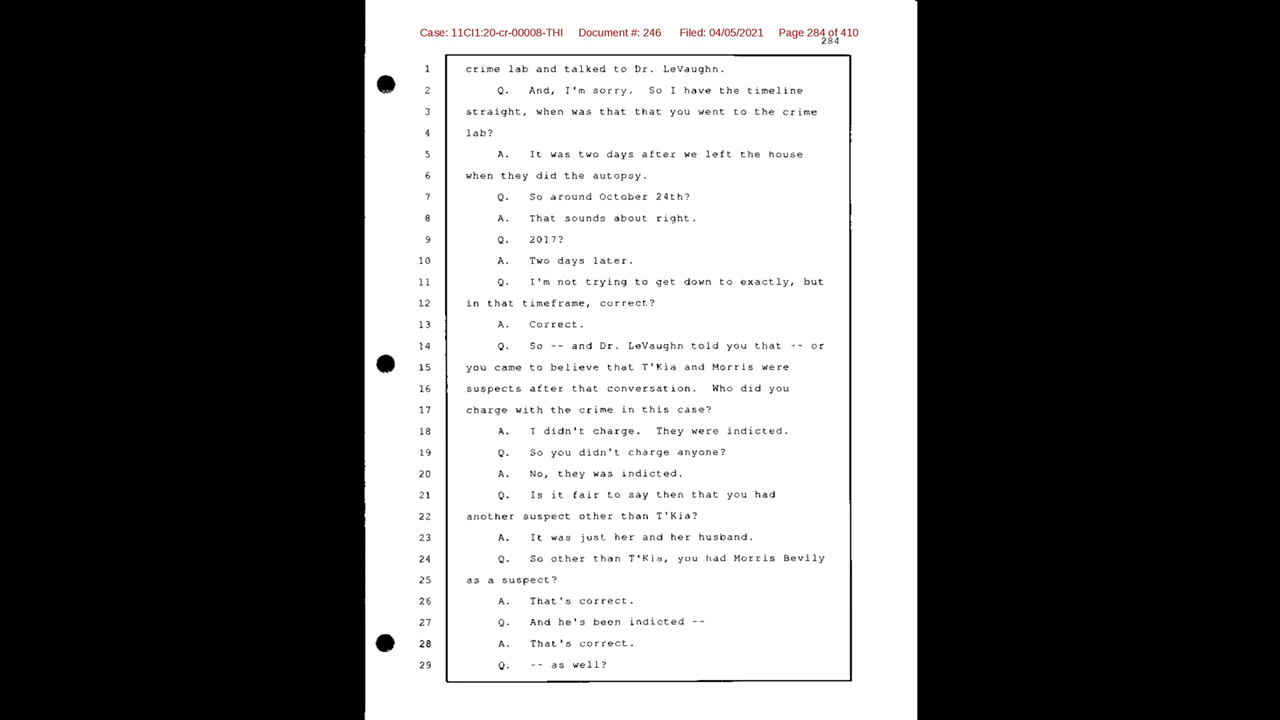 Case: 11CI1:20-cr-00008-THI Document #: 246 Filed: 04/05/2021 Page 284 of 410
284
1 crime lab and talked to Dr. LeVaughn.
2 Q. And, I'm sorry. So I have the timeline
3 straight, when was that that you went to the crime
4 lab?
5 A. It was two days after we left the house
6 when they did the autopsy.
7 Q. So around October 24th?
8 A. That sounds about right.
9 Q. 2017?
10 A. Two days later.
11 Q. I'm not trying to get down to exactly, but
12 in that timeframe, correct?
13 A. Correct.
14 Q. So -- and Dr. LeVaughn told you that -- or
15 you came to believe that T'Kia and Morris were
16 suspects after that conversation. Who did you
17 charge with the crime in this case?
18 A. I didn't charge. They were indicted.
19 Q. So you didn't charge anyone?
20 A. No, they was indicted.
21 Q. Is it fair to say then that you had
22 another suspect other than T'Kia?
23 A. It was just her and her husband.
24 Q. So other than T'Kia, you had Morris Bevily
25 as a suspect?
26 A. That's correct.
27 Q. And he's been indicted --
28 A. That's correct.
29 Q. -- as well?